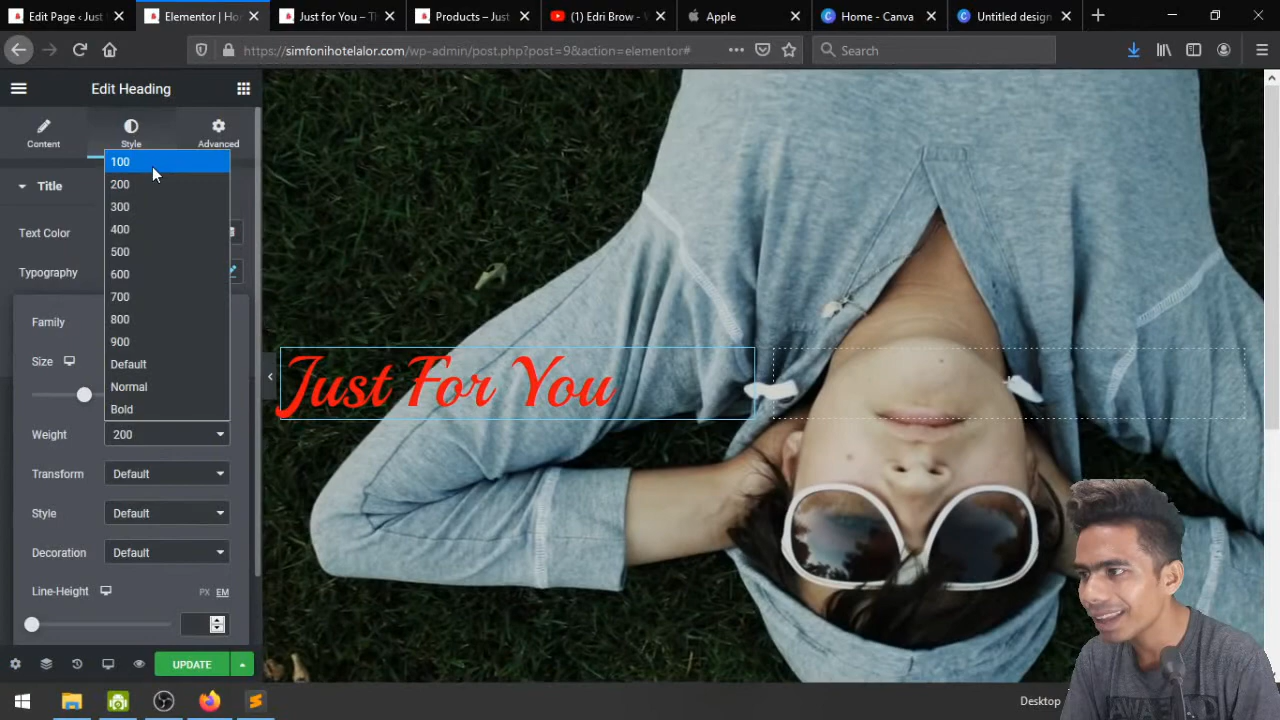 Edit Page ‹ Just
Elementor | Ho
Just for You – Th
Products – Just
(1) Edri Brow -
Apple
Home - Canva
Untitled design
https://simfonihotelalor.com/wp-admin/post.php?post=9&action=elementor#
Search
Edit Heading
Content
Style
Advanced
Title
Text Color
Typography
100
200
300
400
500
600
700
800
900
Default
Normal
Bold
Family
Size
Weight
200
Transform
Default
Style
Default
Decoration
Default
Line-Height
PX
EM
UPDATE
Just For You
Desktop